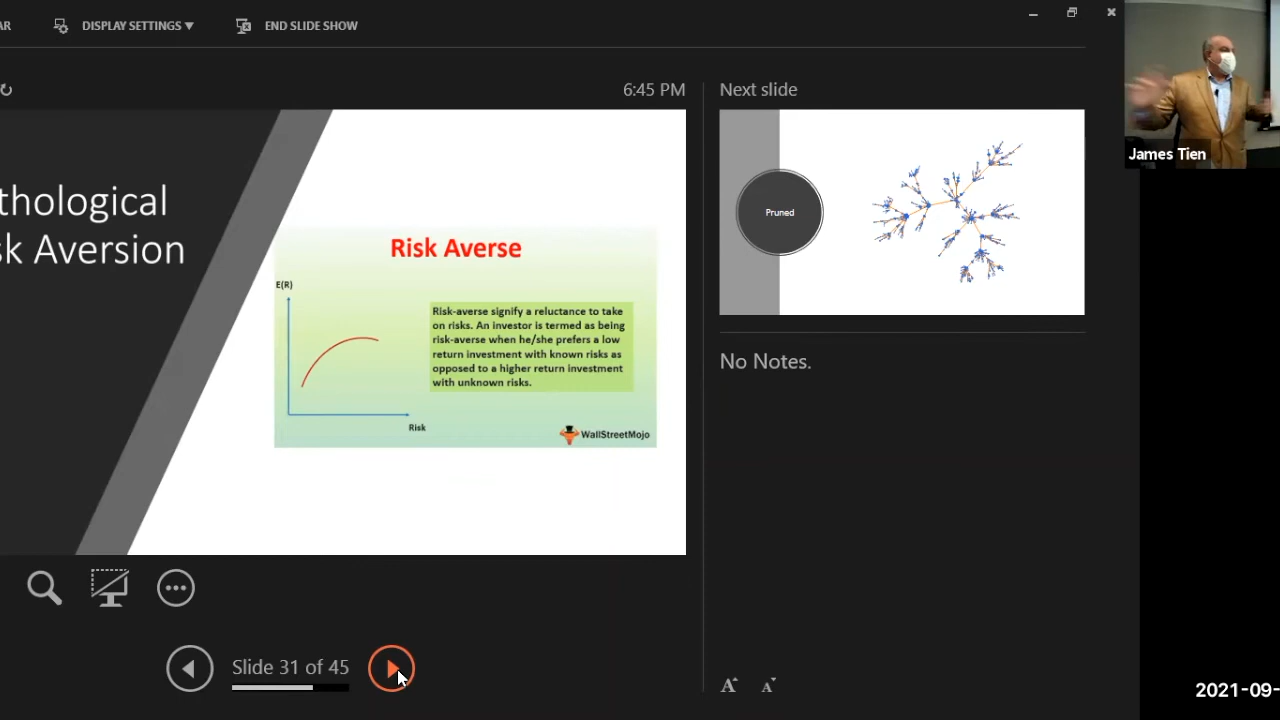 AR
DISPLAY SETTINGS
END SLIDE SHOW
6:45 PM
Next slide
thological
sk Aversion
Risk Averse
E(R)
Risk-averse signify a reluctance to take
on risks. An investor is termed as being
risk-averse when he/she prefers a low
return investment with known risks as
opposed to a higher return investment
with unknown risks.
Risk
WallStreetMojo
Pruned
James Tien
No Notes.
Slide 31 of 45
A A
2021-09-